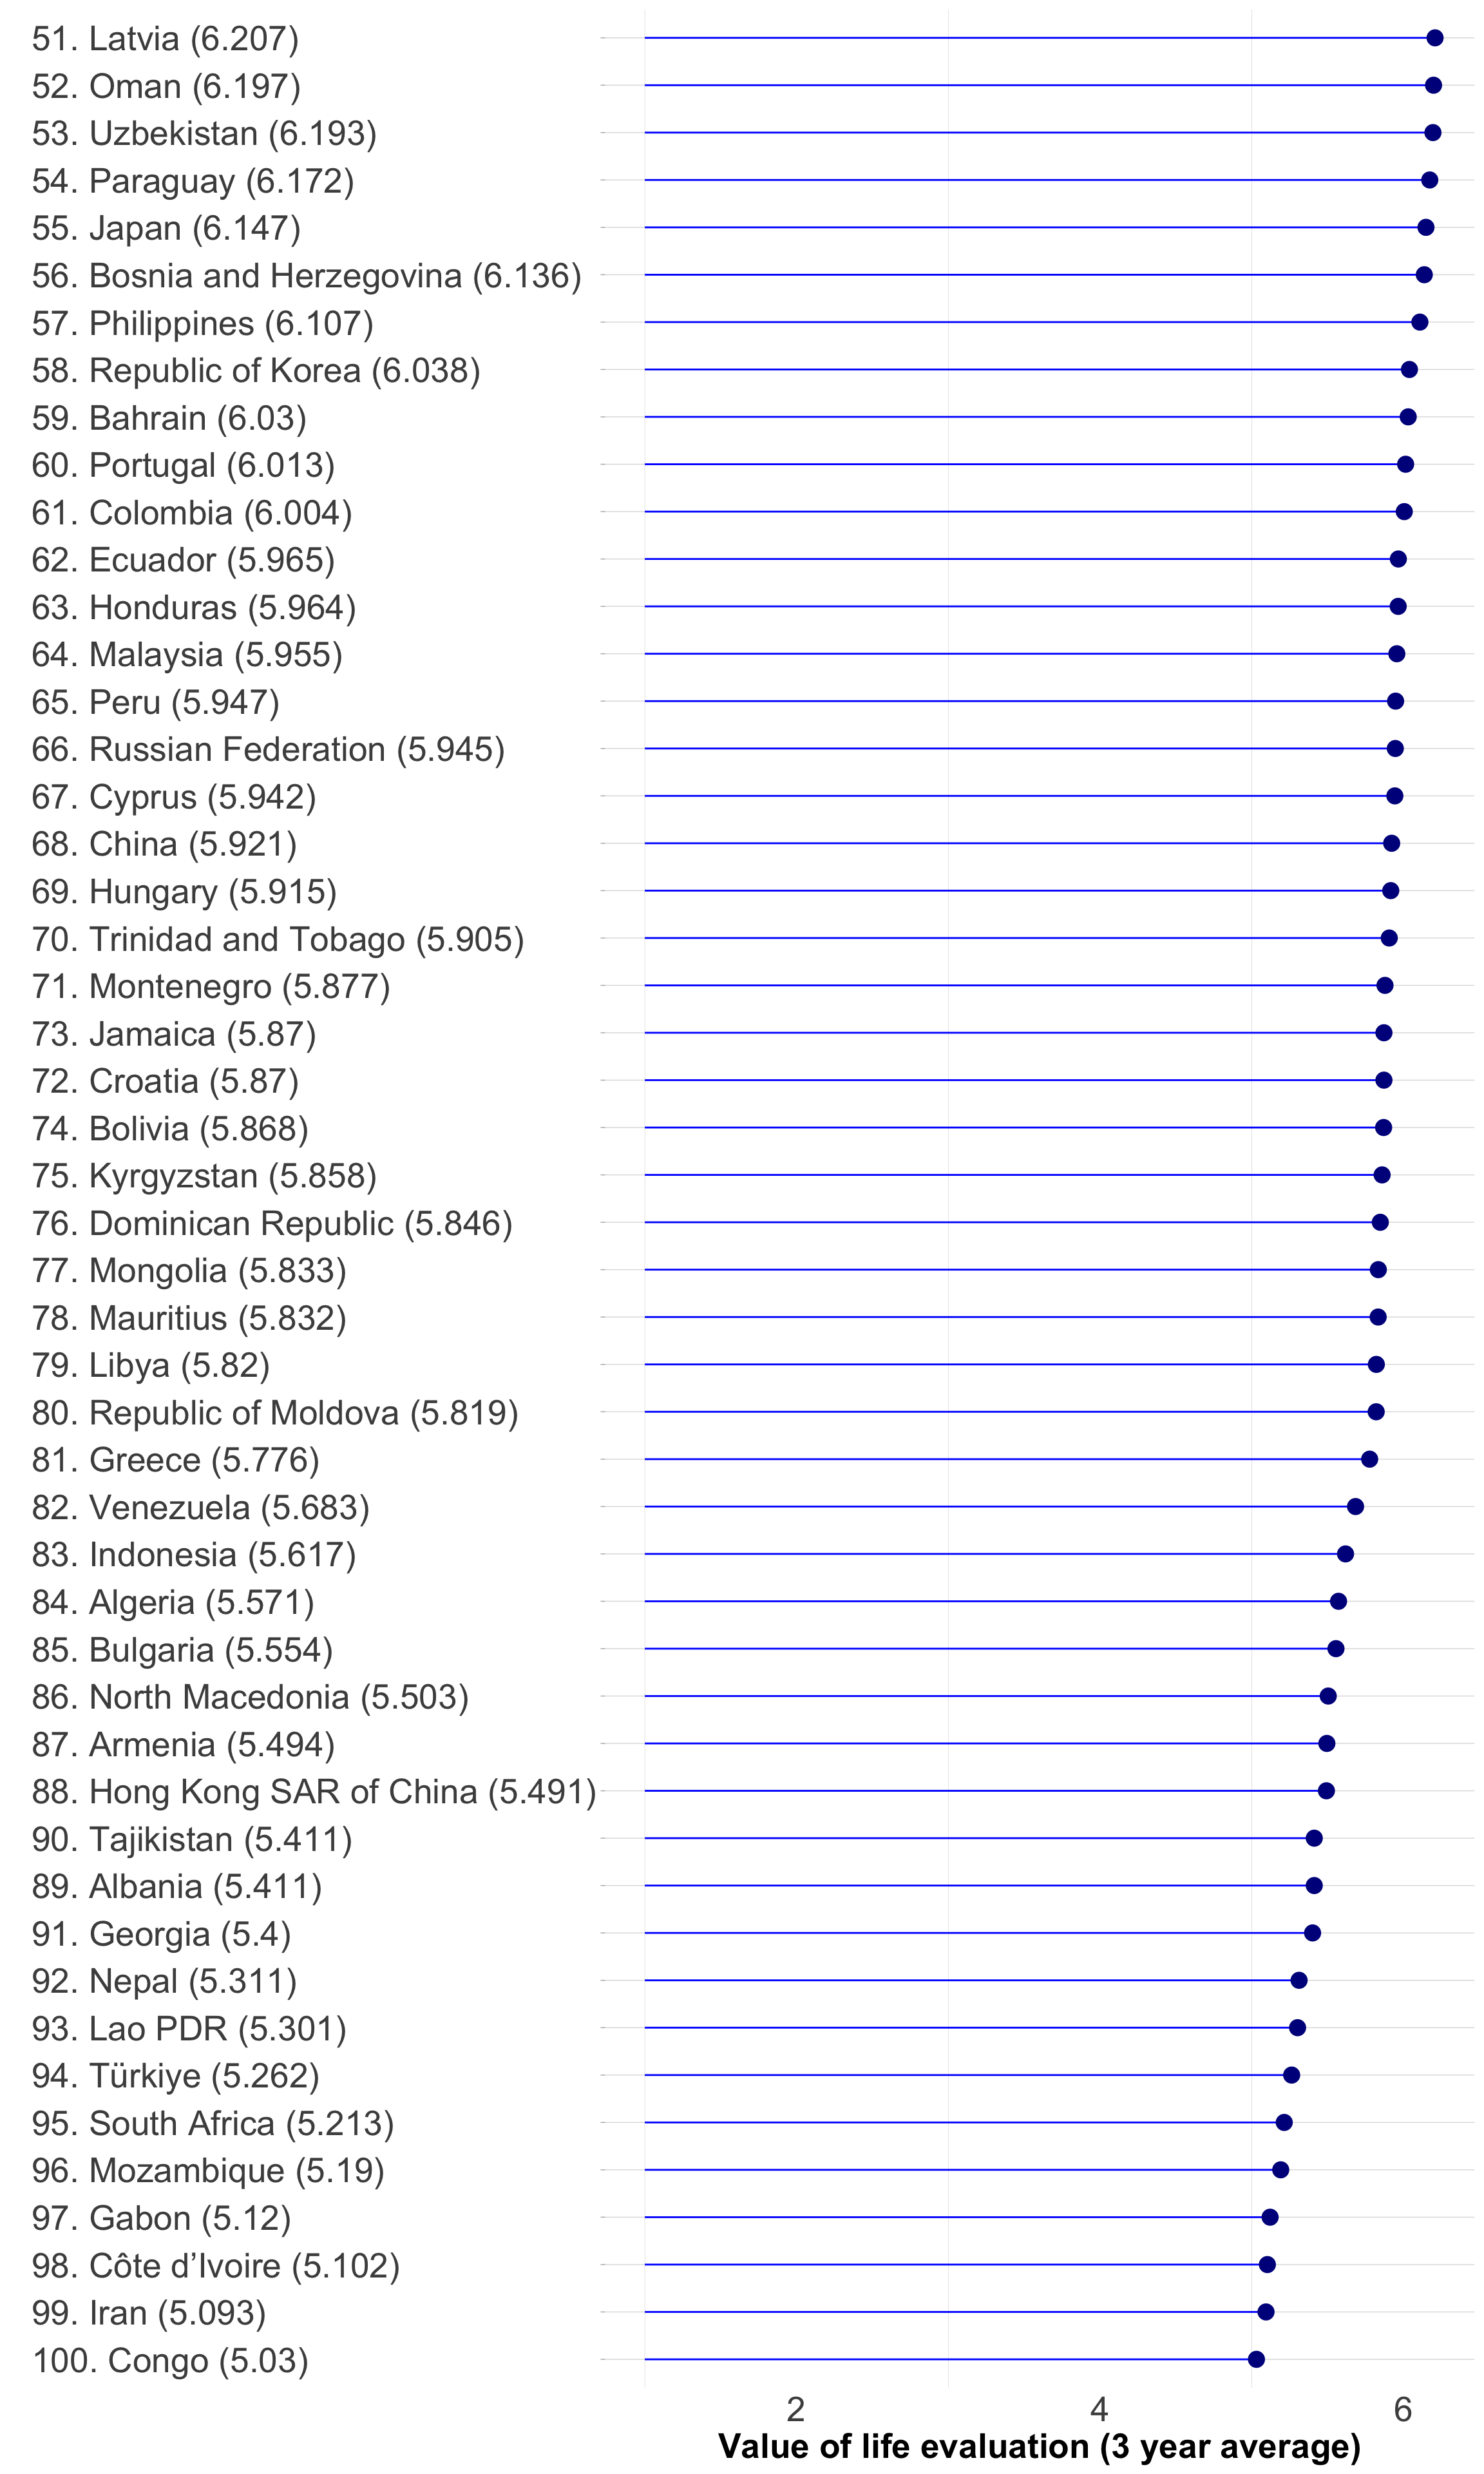 51. Latvia (6.207)
52. Oman (6.197)
53. Uzbekistan (6.193)
54. Paraguay (6.172)
55. Japan (6.147)
56. Bosnia and Herzegovina (6.136)
57. Philippines (6.107)
58. Republic of Korea (6.038)
59. Bahrain (6.03)
60. Portugal (6.013)
61. Colombia (6.004)
62. Ecuador (5.965)
63. Honduras (5.964)
64. Malaysia (5.955)
65. Peru (5.947)
66. Russian Federation (5.945)
67. Cyprus (5.942)
68. China (5.921)
69. Hungary (5.915)
70. Trinidad and Tobago (5.905)
71. Montenegro (5.877)
73. Jamaica (5.87)
72. Croatia (5.87)
74. Bolivia (5.868)
75. Kyrgyzstan (5.858)
76. Dominican Republic (5.846)
77. Mongolia (5.833)
78. Mauritius (5.832)
79. Libya (5.82)
80. Republic of Moldova (5.819)
81. Greece (5.776)
82. Venezuela (5.683)
83. Indonesia (5.617)
84. Algeria (5.571)
85. Bulgaria (5.554)
86. North Macedonia (5.503)
87. Armenia (5.494)
88. Hong Kong SAR of China (5.491)
90. Tajikistan (5.411)
89. Albania (5.411)
91. Georgia (5.4)
92. Nepal (5.311)
93. Lao PDR (5.301)
94. Türkiye (5.262)
95. South Africa (5.213)
96. Mozambique (5.19)
97. Gabon (5.12)
98. Côte d’Ivoire (5.102)
99. Iran (5.093)
100. Congo (5.03)
2 4 6
Value of life evaluation (3 year average)